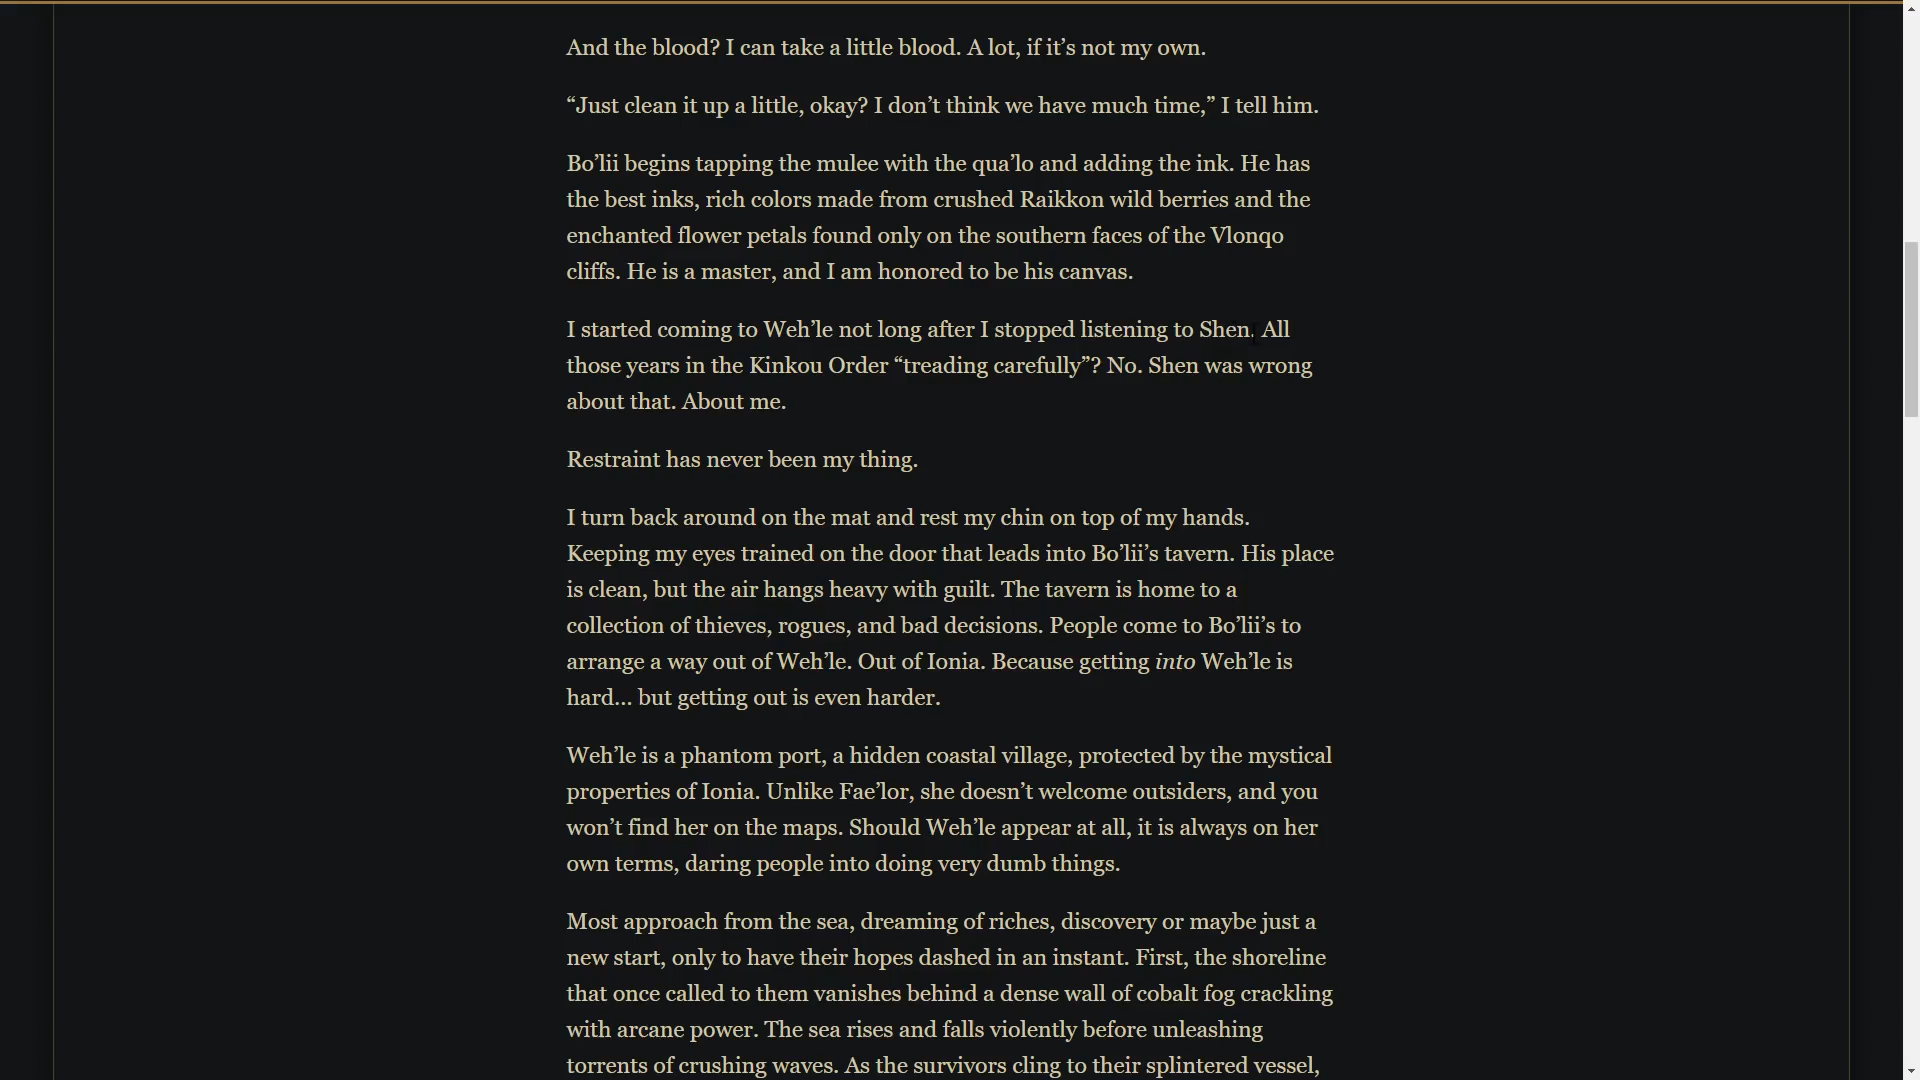 And the blood? I can take a little blood. A lot, if it’s not my own.
“Just clean it up a little, okay? I don’t think we have much time,” I tell him.
Bo’lii begins tapping the mulee with the qua’lo and adding the ink. He has
the best inks, rich colors made from crushed Raikkon wild berries and the
enchanted flower petals found only on the southern faces of the Vlonqo
cliffs. He is a master, and I am honored to be his canvas.
I started coming to Weh’le not long after I stopped listening to Shen. All
those years in the Kinkou Order “treading carefully”? No. Shen was wrong
about that. About me.
Restraint has never been my thing.
I turn back around on the mat and rest my chin on top of my hands.
Keeping my eyes trained on the door that leads into Bo’lii’s tavern. His place
is clean, but the air hangs heavy with guilt. The tavern is home to a
collection of thieves, rogues, and bad decisions. People come to Bo’lii’s to
arrange a way out of Weh’le. Out of Ionia. Because getting into Weh’le is
hard... but getting out is even harder.
Weh’le is a phantom port, a hidden coastal village, protected by the mystical
properties of Ionia. Unlike Fae’lor, she doesn’t welcome outsiders, and you
won’t find her on the maps. Should Weh’le appear at all, it is always on her
own terms, daring people into doing very dumb things.
Most approach from the sea, dreaming of riches, discovery or maybe just a
new start, only to have their hopes dashed in an instant. First, the shoreline
that once called to them vanishes behind a dense wall of cobalt fog crackling
with arcane power. The sea rises and falls violently before unleashing
torrents of crushing waves. As the survivors cling to their splintered vessel,